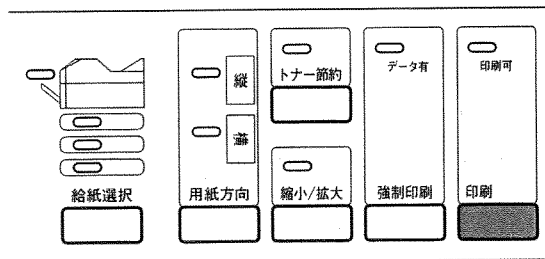 給紙選択
縦
横
用紙方向
トナー節約
縮小/拡大
データ有
強制印刷
印刷可
印刷